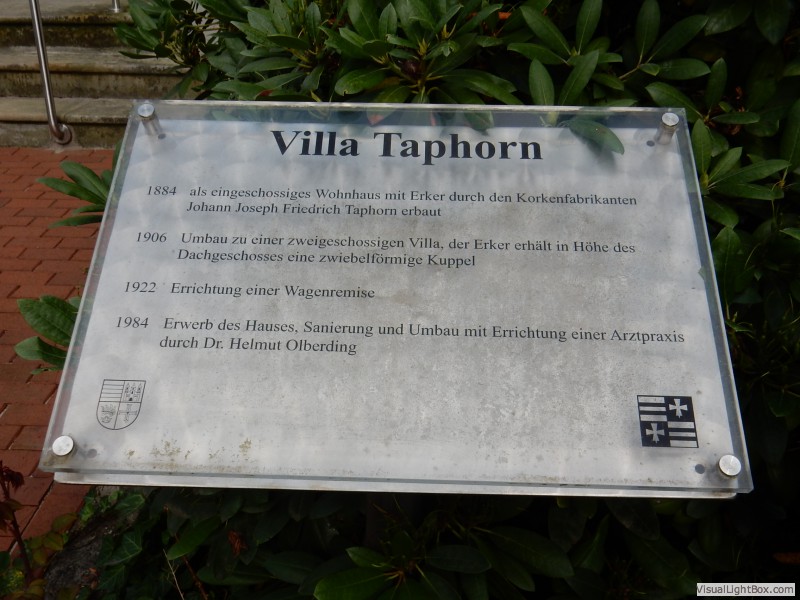 Villa Taphorn
1884 als eingeschossiges Wohnhaus mit Erker durch den Korkenfabrikanten
Johann Joseph Friedrich Taphorn erbaut
1906 Umbau zu einer zweigeschossigen Villa, der Erker erhält in Höhe des
Dachgeschosses eine zwiebelförmige Kuppel
1922 Errichtung einer Wagenremise
1984 Erwerb des Hauses, Sanierung und Umbau mit Errichtung einer Arztpraxis
durch Dr. Helmut Olberding
VisualLightBox.com